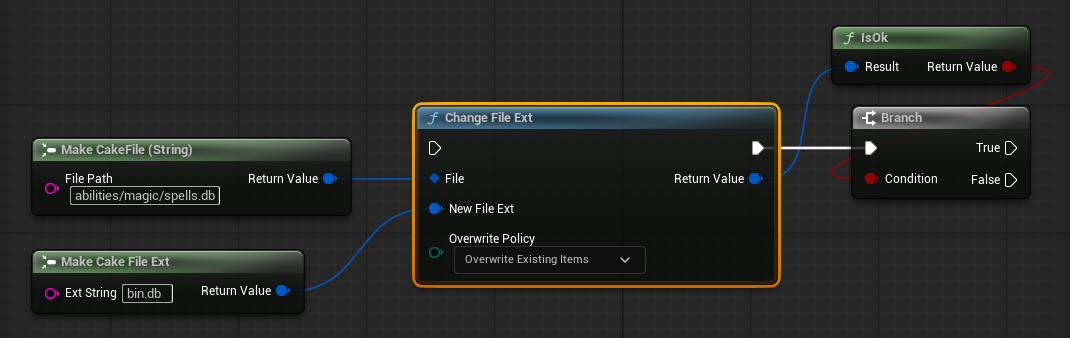 IsOk
Result
Return Value
Change File Ext
Branch
True
Make CakeFile (String)
File Path
Return Value
abilities/magic/spells.db
File
Return Value
Condition
False
New File Ext
Overwrite Policy
Overwrite Existing Items
Make Cake File Ext
Ext String
bin.db
Return Value